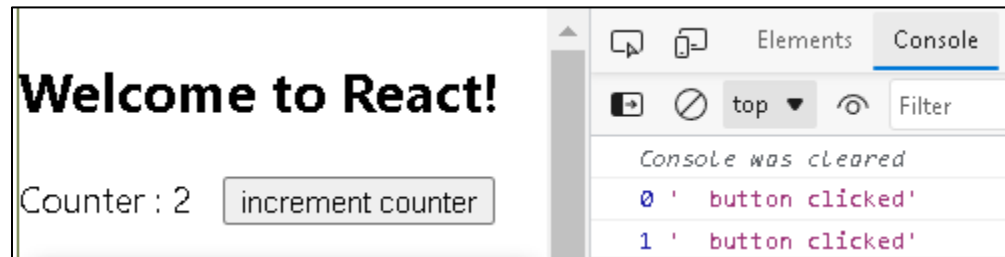 Welcome to React!
Counter : 2 increment counter
Elements Console
top Filter
Console was cleared
0 '  button clicked'
1 '  button clicked'